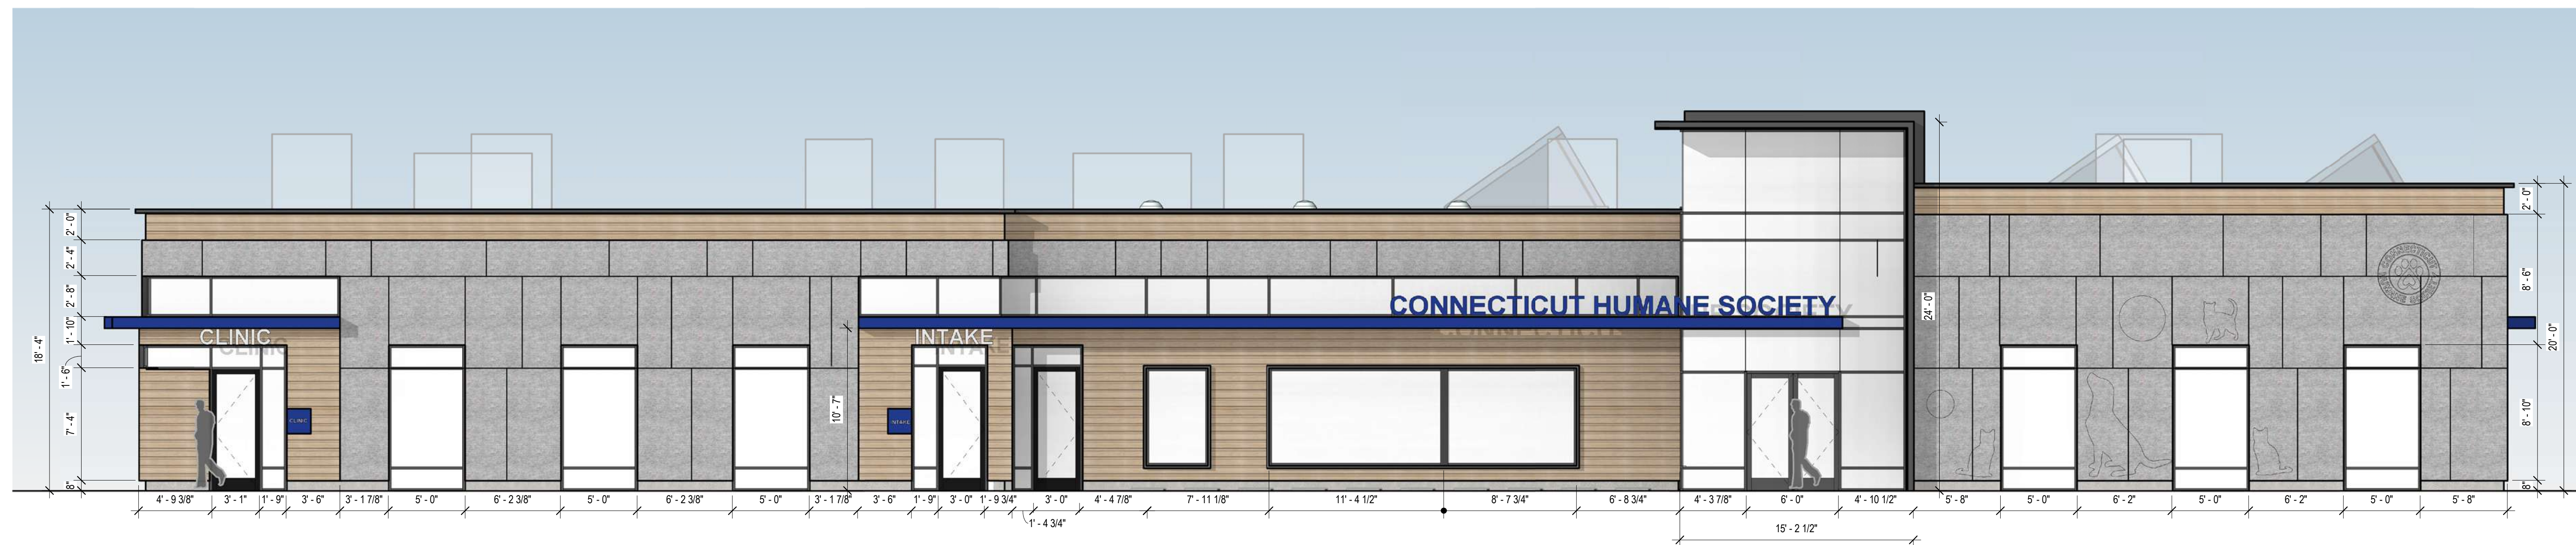 CONNECTICUT HUMANE SOCIETY
CLINIC
INTAKE
CLINIC
INTAKE
CONNECTICUT
HUMANE SOCIETY
18' - 4"
2' - 0"
2' - 4"
2' - 8"
1' - 10"
1' - 6"
7' - 4"
8"
10' - 7"
24' - 0"
2' - 0"
8' - 6"
8' - 10"
8"
20' - 0"
4' - 9 3/8"
3' - 1"
1' - 9"
3' - 6"
3' - 1 7/8"
5' - 0"
6' - 2 3/8"
5' - 0"
6' - 2 3/8"
5' - 0"
3' - 1 7/8"
3' - 6"
1' - 9"
3' - 0"
1' - 9 3/4"
1' - 4 3/4"
3' - 0"
4' - 4 7/8"
7' - 11 1/8"
11' - 4 1/2"
8' - 7 3/4"
6' - 8 3/4"
4' - 3 7/8"
6' - 0"
4' - 10 1/2"
15' - 2 1/2"
5' - 8"
5' - 0"
6' - 2"
5' - 0"
6' - 2"
5' - 0"
5' - 8"